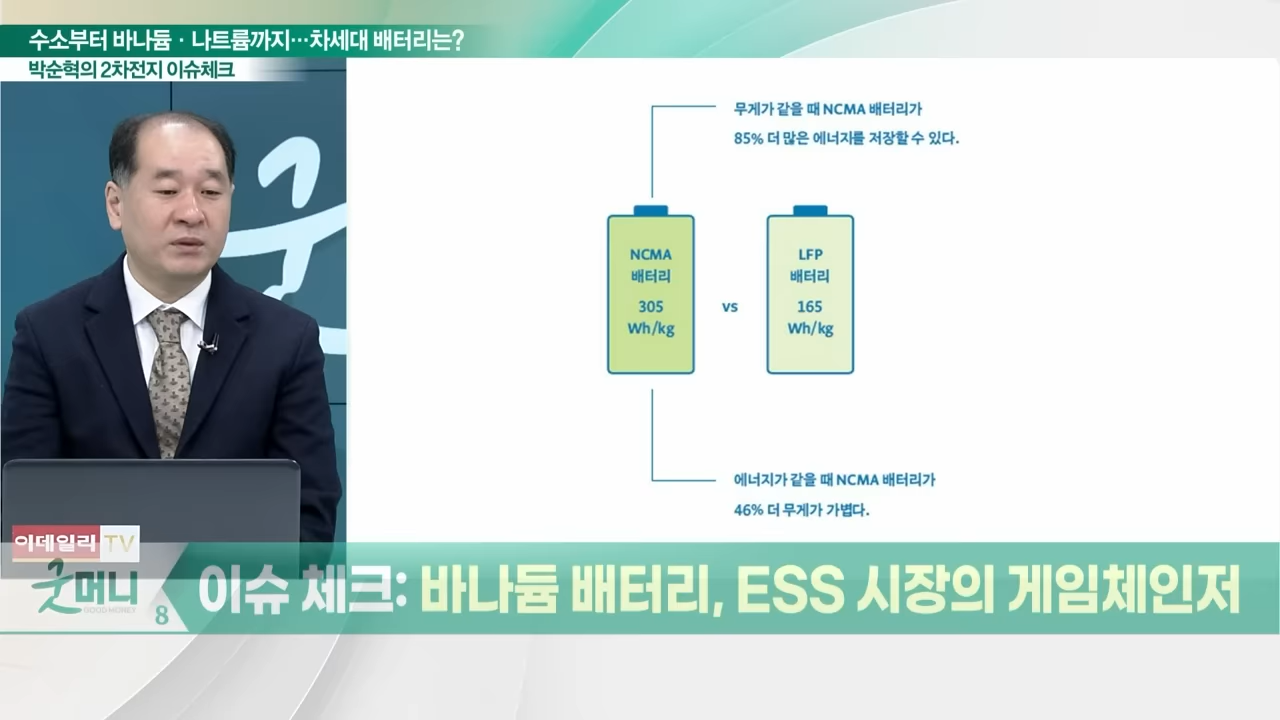 수소부터 바나듐·나트륨까지…차세대 배터리는?
박순혁의 2차전지 이슈체크
무게가 같을 때 NCMA 배터리가
85% 더 많은 에너지를 저장할 수 있다.
NCMA
배터리
305
Wh/kg
vs
LFP
배터리
165
Wh/kg
에너지가 같을 때 NCMA 배터리가
46% 더 무게가 가볍다.
이데일리 TV
굿머니
GOOD MONEY
8
이슈 체크: 바나듐 배터리, ESS 시장의 게임체인저